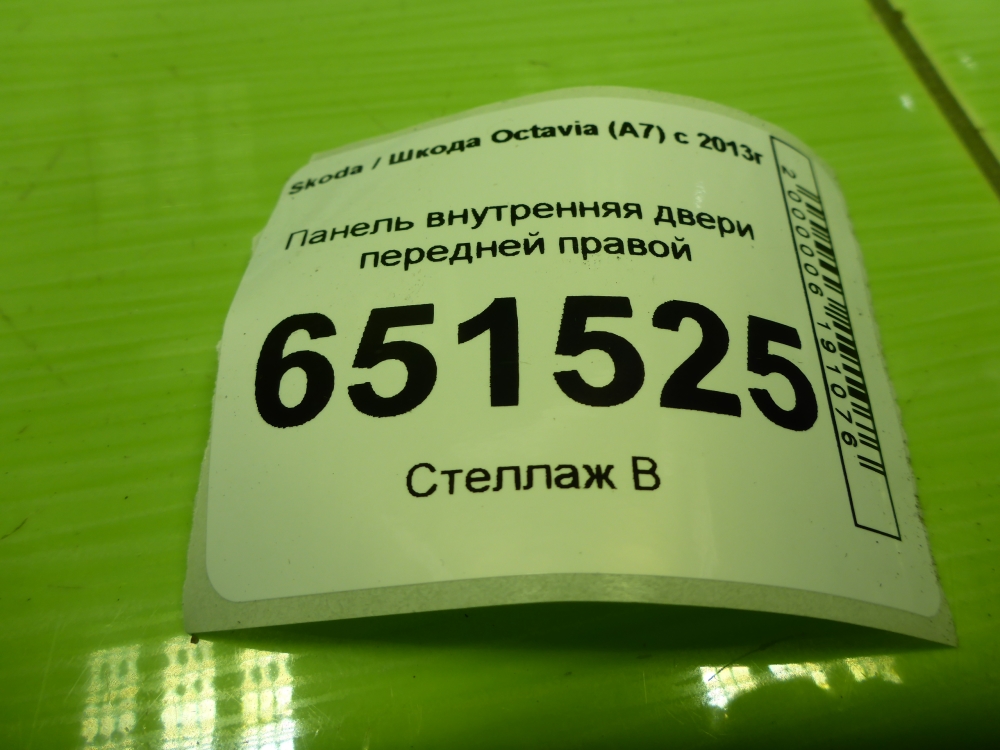 Skoda / Шкода Octavia (A7) с 2013г
Панель внутренняя двери
передней правой
651525
Стеллаж В
2000006191076